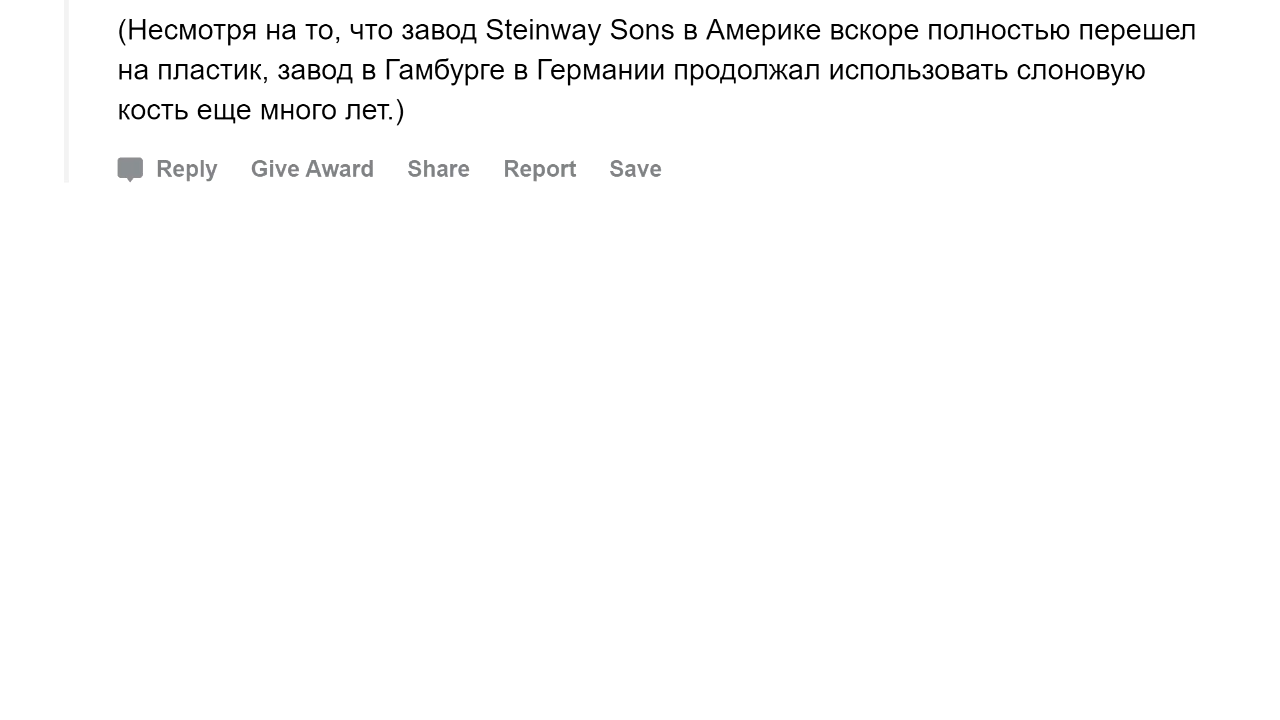 (Несмотря на то, что завод Steinway Sons в Америке вскоре полностью перешел
на пластик, завод в Гамбурге в Германии продолжал использовать слоновую
кость еще много лет.)
Reply Give Award Share Report Save